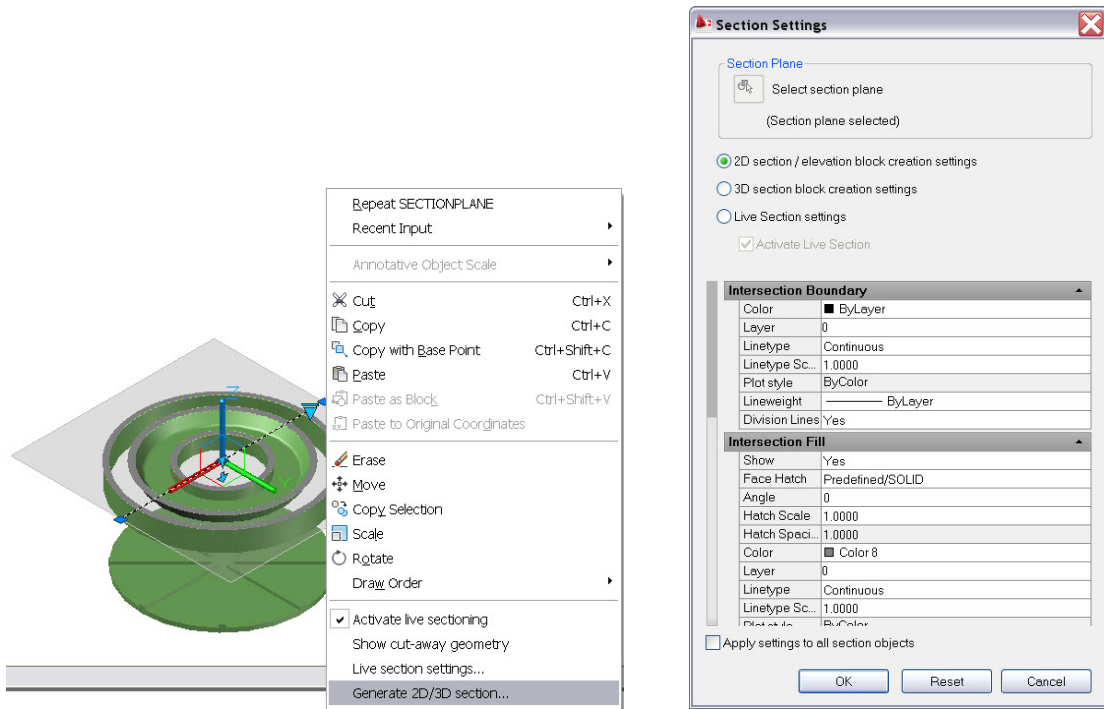 Repeat SECTIONPLANE
Recent Input
Annotative Object Scale
Cut Ctrl+X
Copy Ctrl+C
Copy with Base Point Ctrl+Shift+C
Paste Ctrl+V
Paste as Block Ctrl+Shift+V
Paste to Original Coordinates
Erase
Move
Copy Selection
Scale
Rotate
Draw Order
Activate live sectioning
Show cut-away geometry
Live section settings...
Generate 2D/3D section...
Z
Y
Section Settings
Section Plane
Select section plane
(Section plane selected)
2D section / elevation block creation settings
3D section block creation settings
Live Section settings
Activate Live Section
Intersection Boundary
Color ByLayer
Layer 0
Linetype Continuous
Linetype Sc... 1.0000
Plot style ByColor
Lineweight ByLayer
Division Lines Yes
Intersection Fill
Show Yes
Face Hatch Predefined/SOLID
Angle 0
Hatch Scale 1.0000
Hatch Spaci... 1.0000
Color Color 8
Layer 0
Linetype Continuous
Linetype Sc... 1.0000
Plot style ByColor
Apply settings to all section objects
OK Reset Cancel